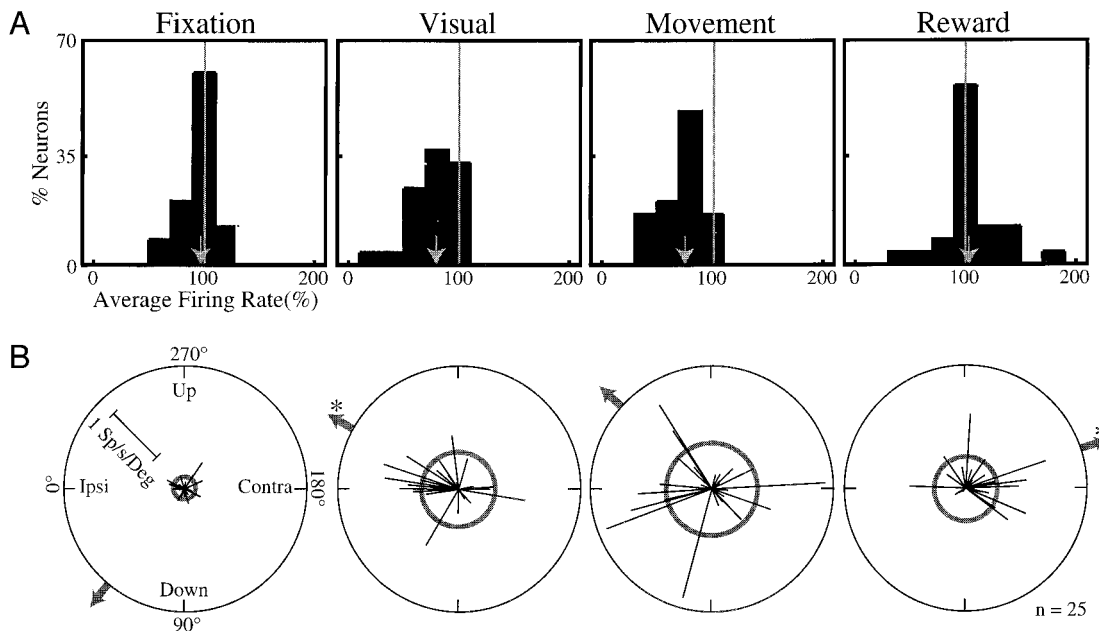 A
Fixation
Visual
Movement
Reward
70
35
0
% Neurons
0
100
200
0
100
200
0
100
200
0
100
200
Average Firing Rate(%)
B
270°
Up
1 Sp/s/Deg
0°
Ipsi
Contra
180°
Down
90°
*
*
n = 25